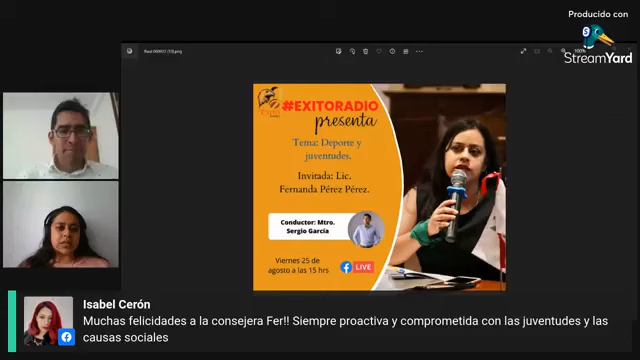 Producido con
StreamYard
100%
#EXITORADIO
presenta
Tema: Deporte y
juventudes.
Invitada: Lic.
Fernanda Pérez Pérez.
Conductor: Mtro.
Sergio García
Viernes 25 de
agosto a las 15 hrs
LIVE
Isabel Cerón
Muchas felicidades a la consejera Fer!! Siempre proactiva y comprometida con las juventudes y las
causas sociales